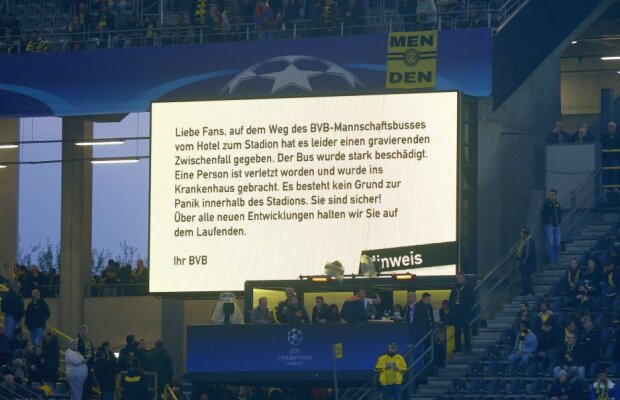 MEN
DEN
Liebe Fans, auf dem Weg des BVB-Mannschaftsbusses
vom Hotel zum Stadion hat es leider einen gravierenden
Zwischenfall gegeben. Der Bus wurde stark beschädigt.
Eine Person ist verletzt worden und wurde ins
Krankenhaus gebracht. Es besteht kein Grund zur
Panik innerhalb des Stadions. Sie sind sicher!
Über alle neuen Entwicklungen halten wir Sie auf
dem Laufenden.
Ihr BVB
Hinweis
CHAMPIONS
LEAGUE